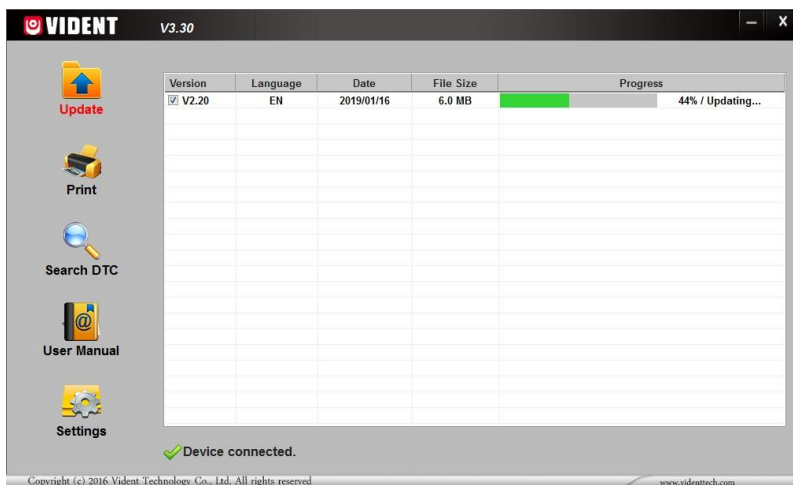 VIDENT V3.30
Update
Print
Search DTC
@
User Manual
Settings
Version Language Date File Size Progress
V2.20 EN 2019/01/16 6.0 MB 44% / Updating...
Device connected.
Copyright (c) 2016 Vident Technology Co., Ltd. All rights reserved
www.videnttech.com